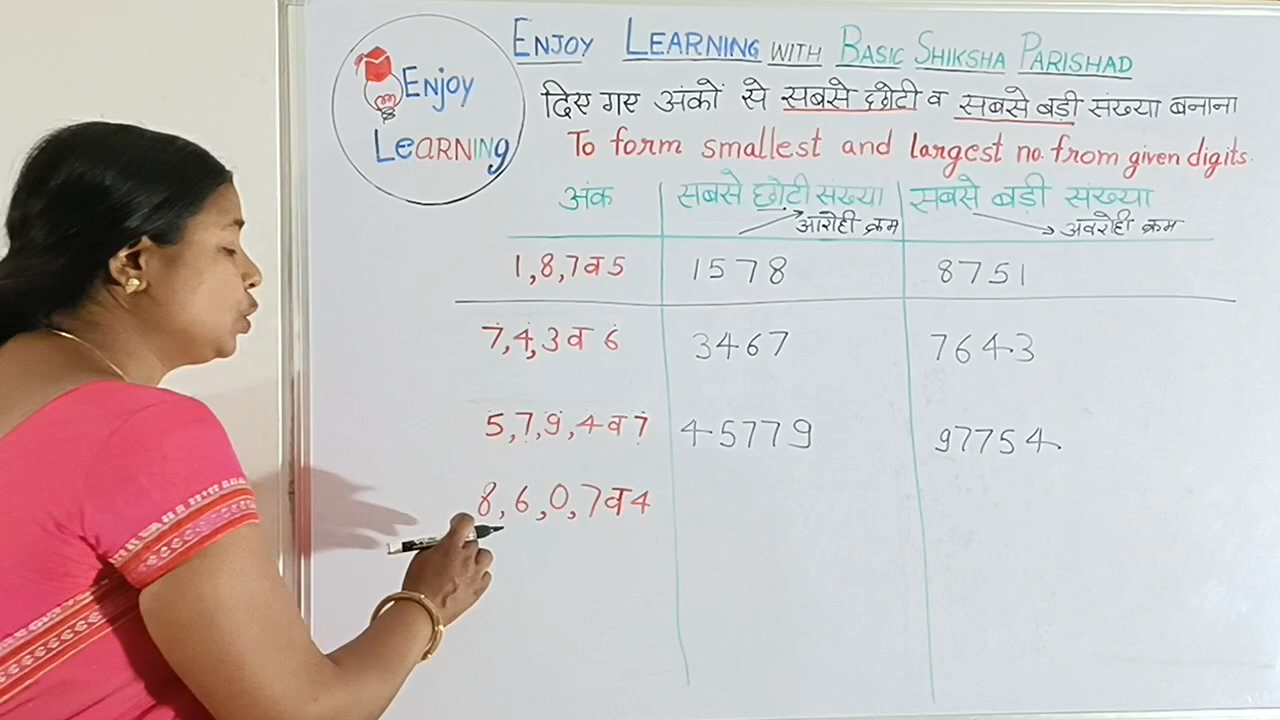 Enjoy
Learning
ENJOY LEARNING WITH BASIC SHIKSHA PARISHAD
दिए गए अंकों से सबसे छोटी व सबसे बड़ी संख्या बनाना
To form smallest and largest no. from given digits.
अंक सबसे छोटी संख्या सबसे बड़ी संख्या
आरोही क्रम अवरोही क्रम
1,8,7 व 5 1578 8751
7,4,3 व 6 3467 7643
5,7,9,4 व 7 45779 97754
8,6,0,7 व 4